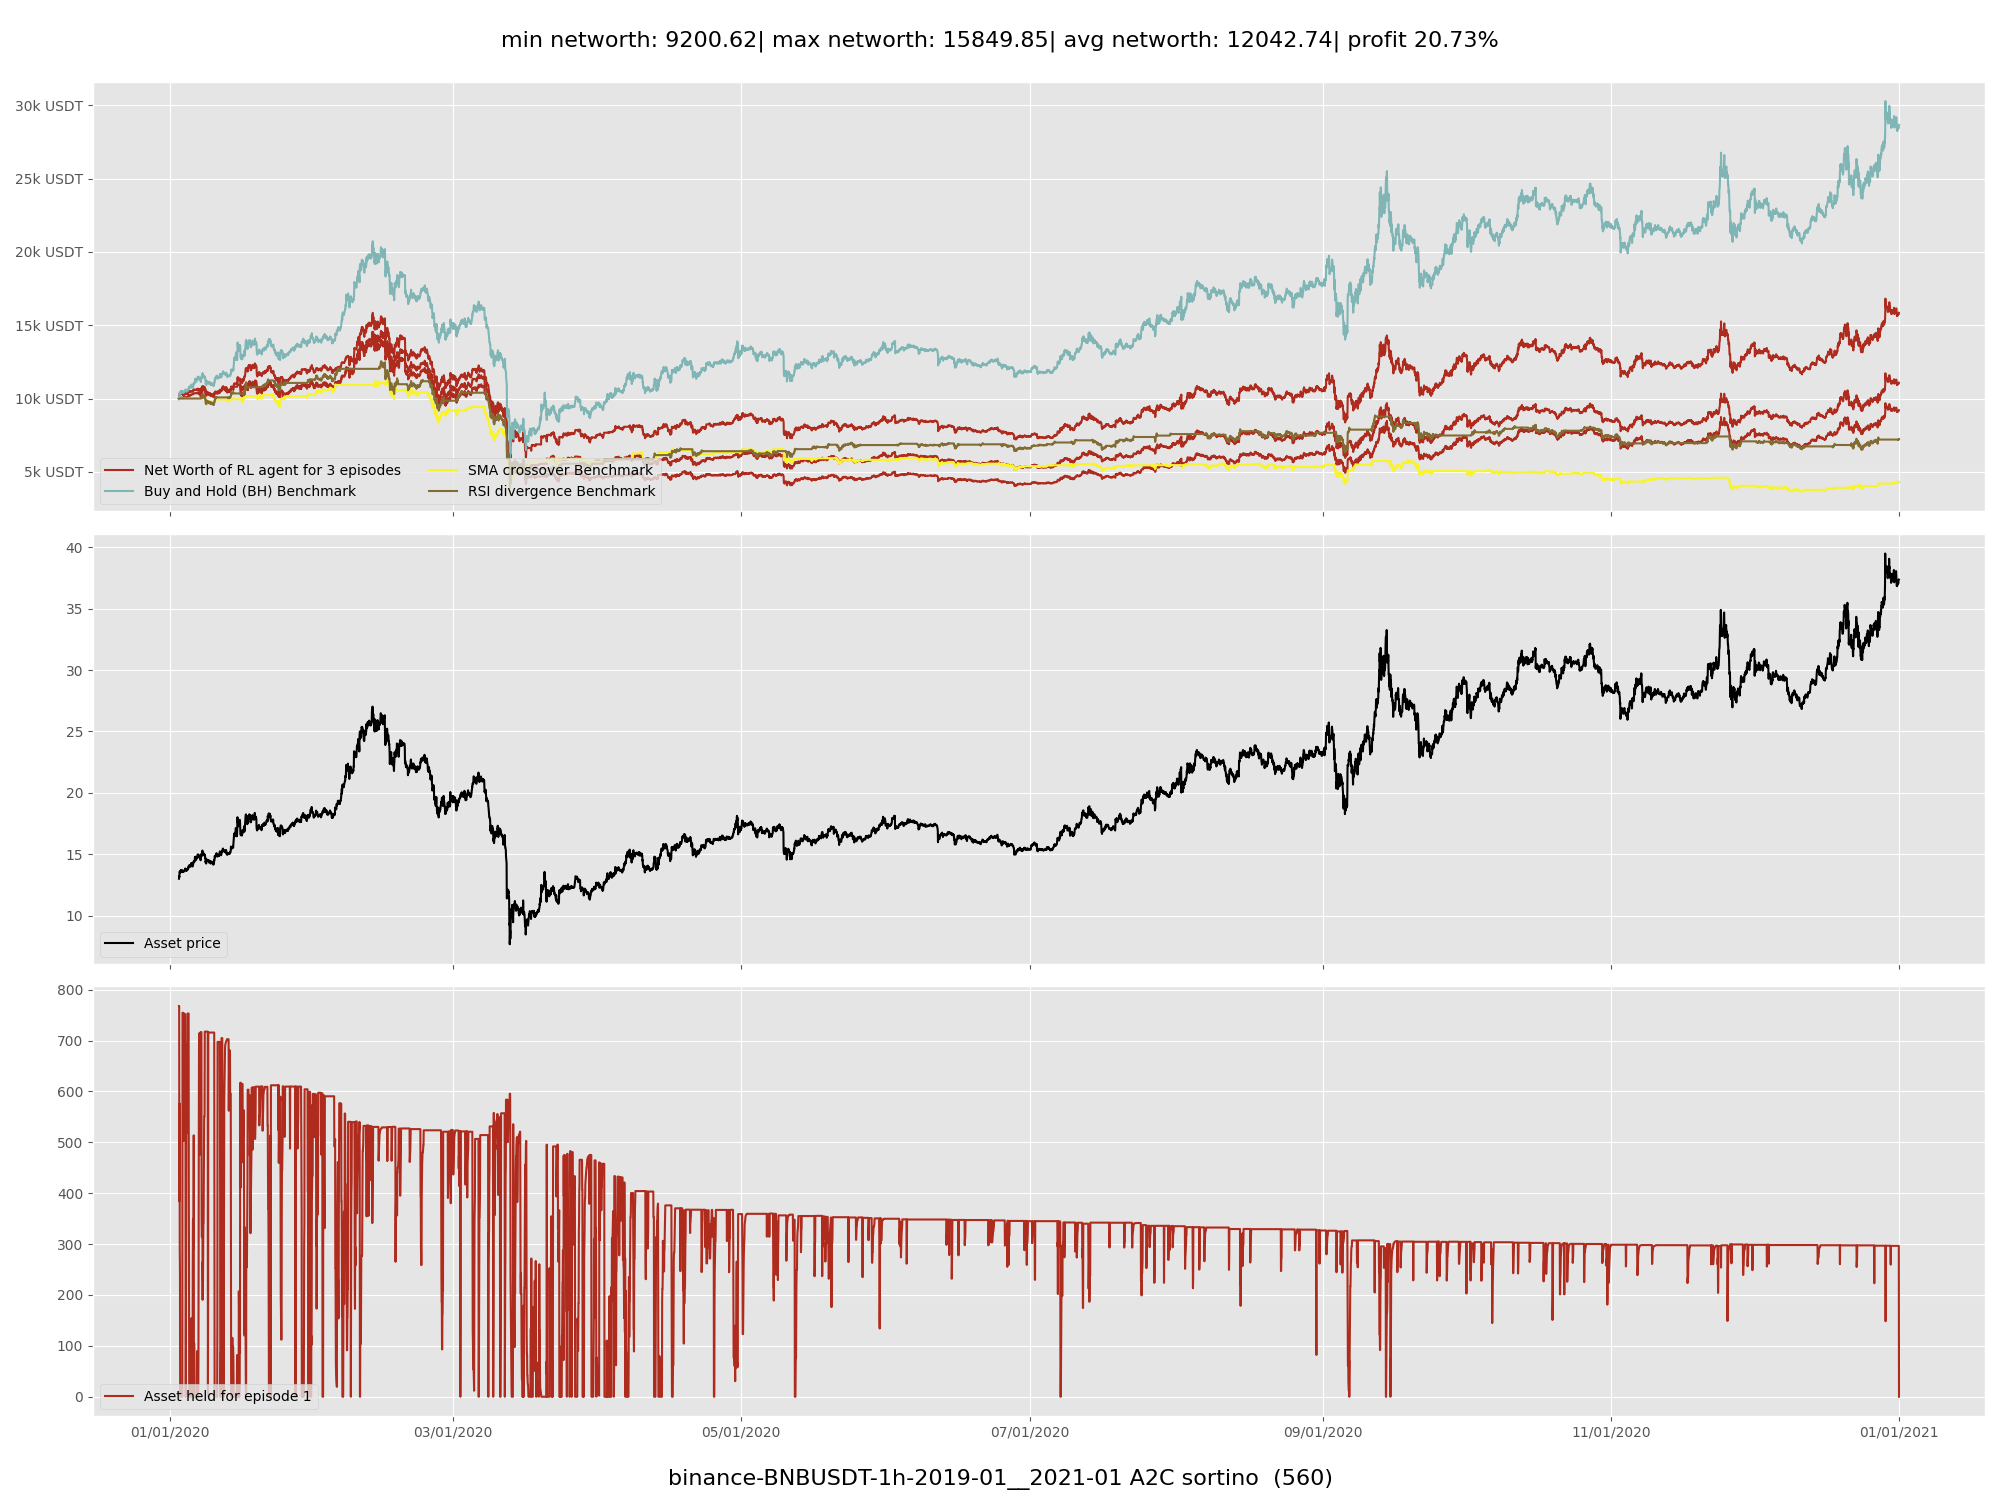 min networth: 9200.62| max networth: 15849.85| avg networth: 12042.74| profit 20.73%
30k USDT
25k USDT
20k USDT
15k USDT
10k USDT
5k USDT
Net Worth of RL agent for 3 episodes
Buy and Hold (BH) Benchmark
SMA crossover Benchmark
RSI divergence Benchmark
40
35
30
25
20
15
10
Asset price
800
700
600
500
400
300
200
100
0
Asset held for episode 1
01/01/2020
03/01/2020
05/01/2020
07/01/2020
09/01/2020
11/01/2020
01/01/2021
binance-BNBUSDT-1h-2019-01__2021-01 A2C sortino  (560)